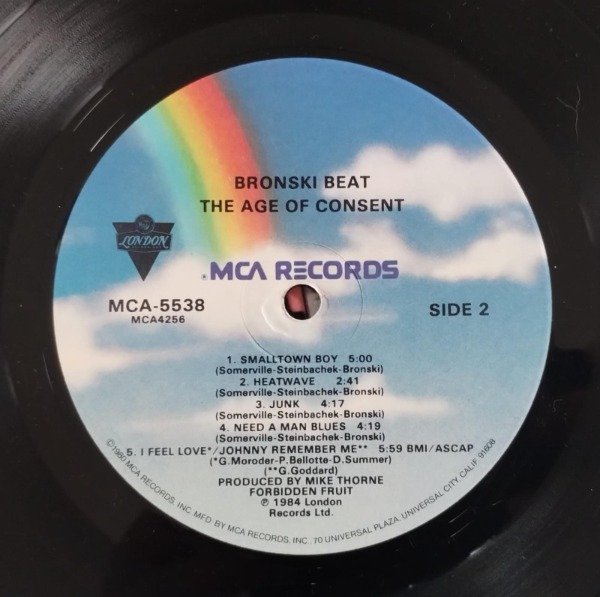 BRONSKI BEAT
THE AGE OF CONSENT
LONDON
MCA RECORDS
MCA-5538
MCA4256
SIDE 2
1. SMALLTOWN BOY 5:00
(Somerville-Steinbachek-Bronski)
2. HEATWAVE 2:41
(Somerville-Steinbachek-Bronski)
3. JUNK 4:17
(Somerville-Steinbachek-Bronski)
4. NEED A MAN BLUES 4:19
(Somerville-Steinbachek-Bronski)
5. I FEEL LOVE*/JOHNNY REMEMBER ME** 5:59 BMI/ASCAP
(*G. Moroder-P. Bellotte-D. Summer)
(**G. Goddard)
PRODUCED BY MIKE THORNE
FORBIDDEN FRUIT
℗ 1984 London
Records Ltd.
©1980 MCA RECORDS, INC. MFD BY MCA RECORDS, INC., 70 UNIVERSAL PLAZA, UNIVERSAL CITY, CALIF. 91608